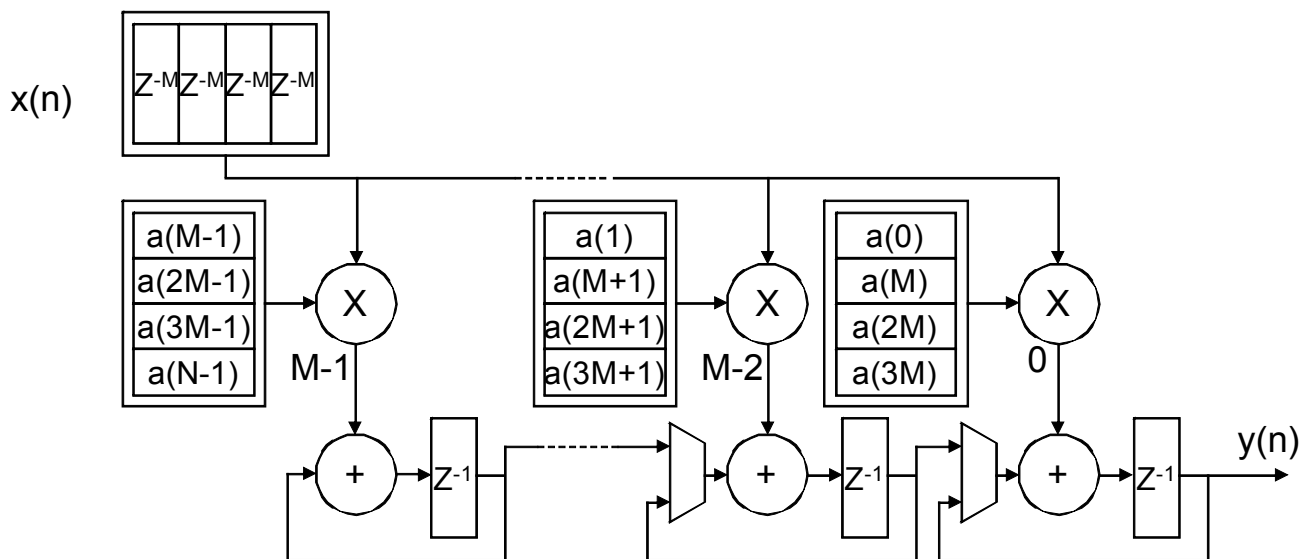 x(n)
Z-M Z-M Z-M Z-M
a(M-1)
a(2M-1)
a(3M-1)
a(N-1)
X
M-1
a(1)
a(M+1)
a(2M+1)
a(3M+1)
X
M-2
a(0)
a(M)
a(2M)
a(3M)
X
0
+
Z-1
+
Z-1
+
Z-1
y(n)